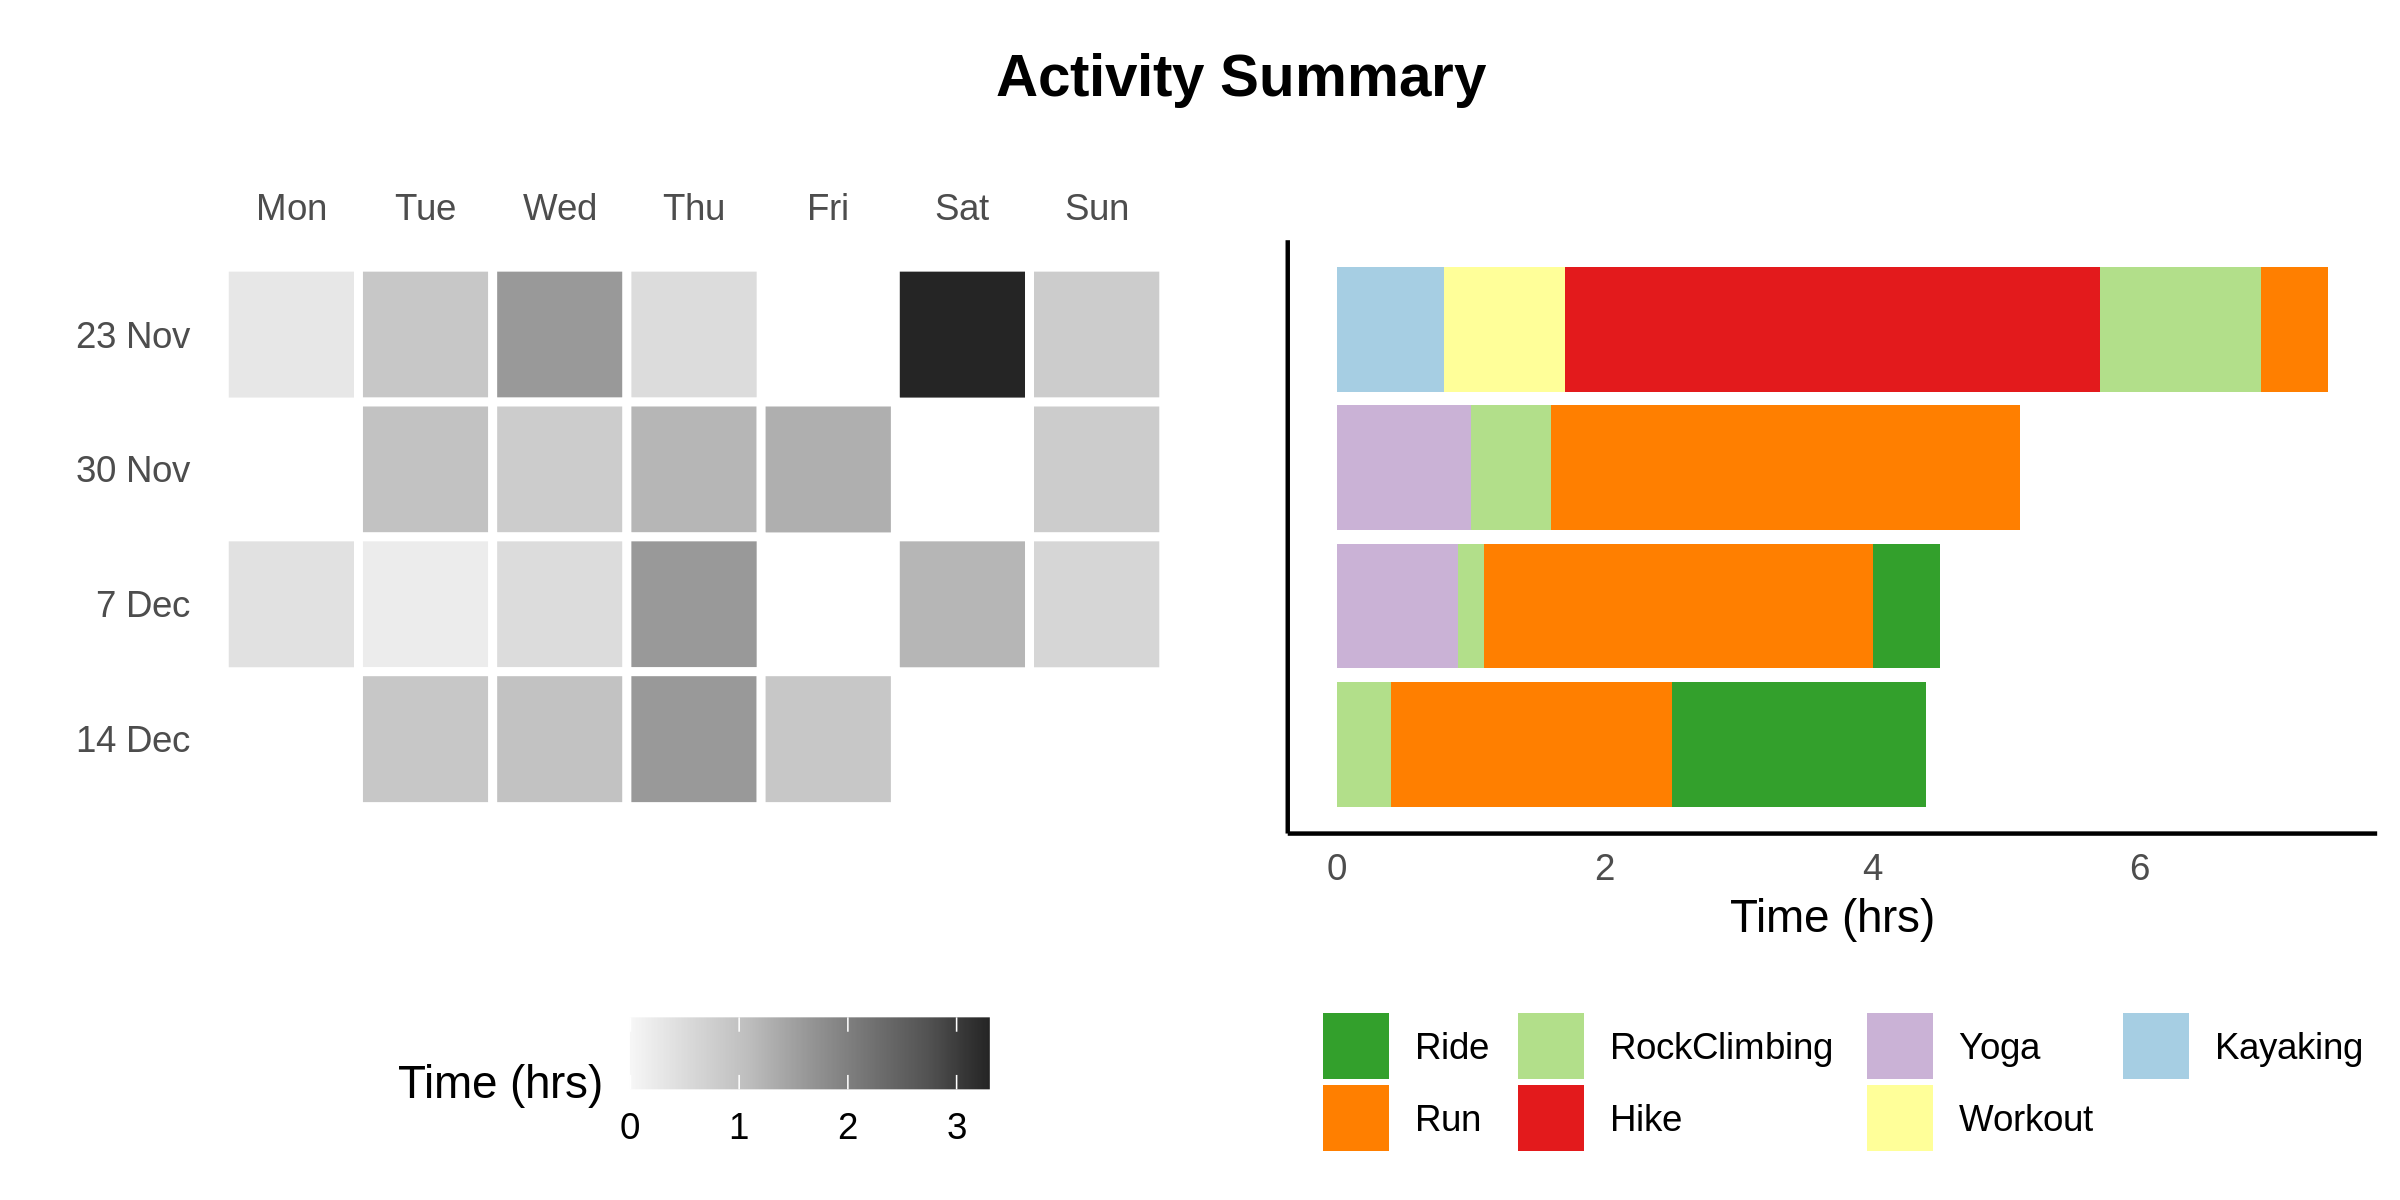 Activity Summary
Mon Tue Wed Thu Fri Sat Sun
23 Nov
30 Nov
7 Dec
14 Dec
0 2 4 6
Time (hrs)
Time (hrs)
0 1 2 3
Ride RockClimbing Yoga Kayaking
Run Hike Workout